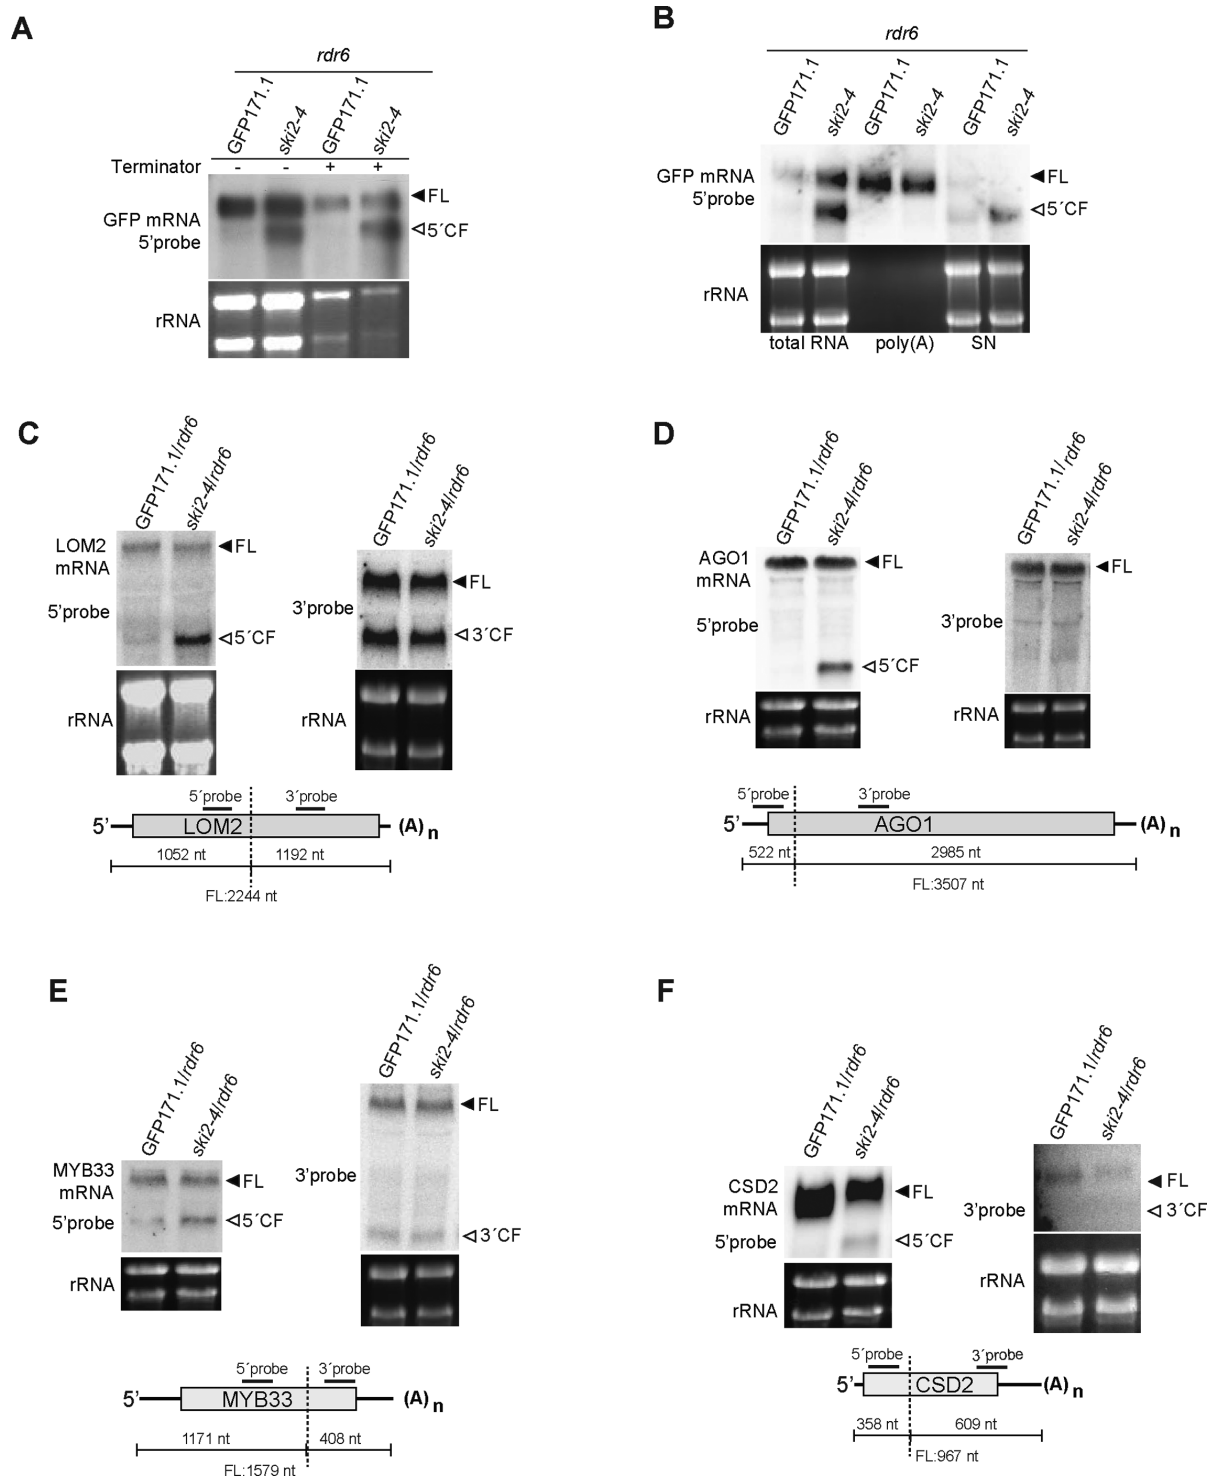 A
rdr6
GFP171.1 ski2-4 GFP171.1 ski2-4
Terminator - - + +
GFP mRNA
5’probe
FL
5´CF
rRNA
B
rdr6
GFP171.1 ski2-4 GFP171.1 ski2-4 GFP171.1 ski2-4
GFP mRNA
5’probe
FL
5´CF
rRNA
total RNA poly(A) SN
C
GFP171.1/rdr6 ski2-4/rdr6
LOM2
mRNA
5’probe
FL
5´CF
rRNA
GFP171.1/rdr6 ski2-4/rdr6
3’probe
FL
3´CF
rRNA
5´probe 3´probe
5’ LOM2 (A)n
1052 nt 1192 nt
FL:2244 nt
D
GFP171.1/rdr6 ski2-4/rdr6
AGO1
mRNA
5’probe
FL
5´CF
rRNA
GFP171.1/rdr6 ski2-4/rdr6
3’probe
FL
rRNA
5´probe 3´probe
5’ AGO1 (A)n
522 nt 2985 nt
FL:3507 nt
E
GFP171.1/rdr6 ski2-4/rdr6
MYB33
mRNA
5’probe
FL
5´CF
rRNA
GFP171.1/rdr6 ski2-4/rdr6
3’probe
FL
3´CF
5´probe 3´probe
5’ MYB33 (A)n
1171 nt 408 nt
FL:1579 nt
F
GFP171.1/rdr6 ski2-4/rdr6
CSD2
mRNA
5’probe
FL
5´CF
rRNA
GFP171.1/rdr6 ski2-4/rdr6
3’probe
FL
3´CF
rRNA
5´probe 3´probe
5’ CSD2 (A)n
358 nt 609 nt
FL:967 nt